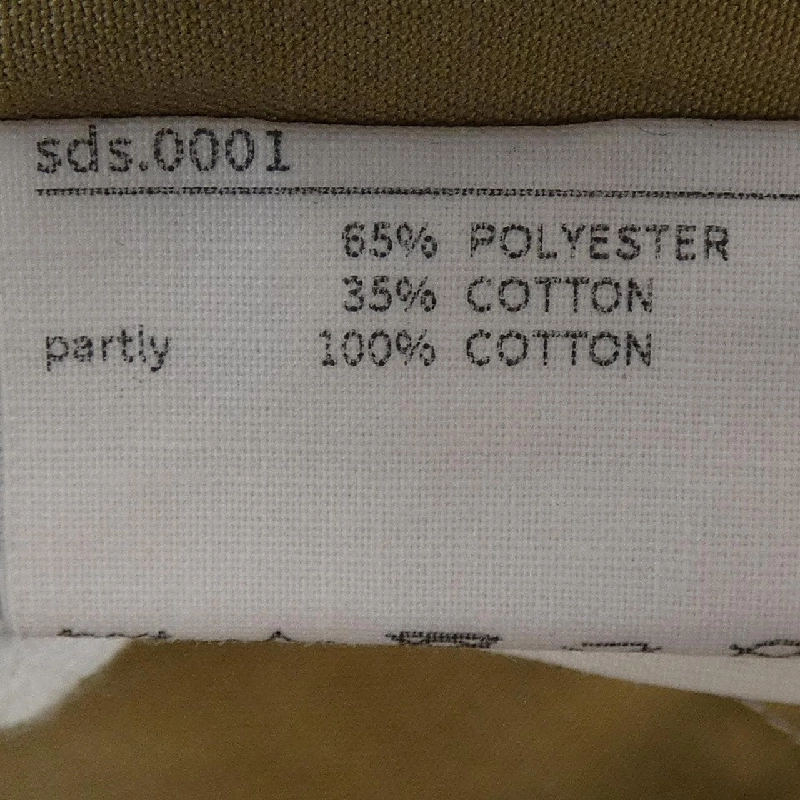 sds.0001
65% POLYESTER
35% COTTON
partly 100% COTTON